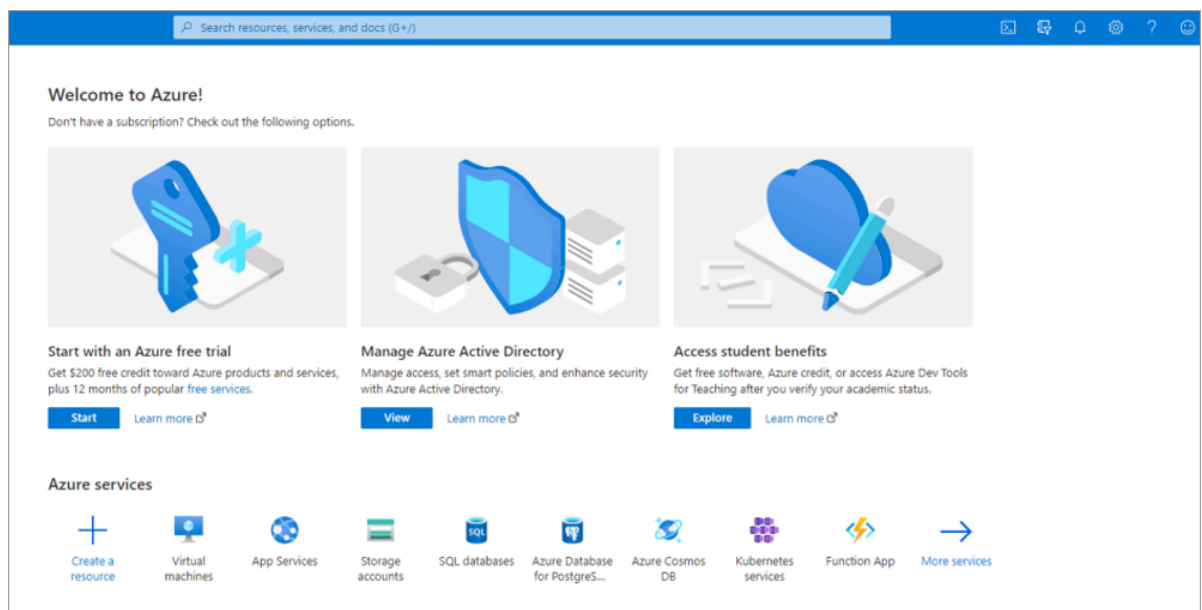 Search resources, services, and docs (G+/)
Welcome to Azure!
Don't have a subscription? Check out the following options.
Start with an Azure free trial
Get $200 free credit toward Azure products and services,
plus 12 months of popular free services.
Start Learn more
Manage Azure Active Directory
Manage access, set smart policies, and enhance security
with Azure Active Directory.
View Learn more
Access student benefits
Get free software, Azure credit, or access Azure Dev Tools
for Teaching after you verify your academic status.
Explore Learn more
Azure services
Create a
resource
Virtual
machines
App Services
Storage
accounts
SQL
SQL databases
Azure Database
for PostgreS...
Azure Cosmos
DB
Kubernetes
services
Function App
More services